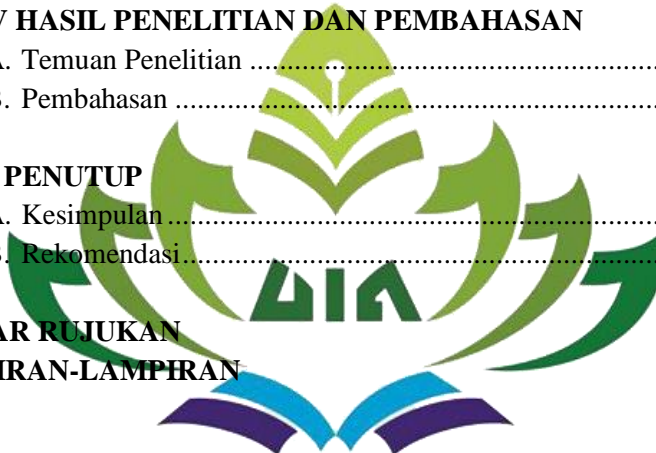 V HASIL PENELITIAN DAN PEMBAHASAN
A. Temuan Penelitian ........................................................
B. Pembahasan ..................................................................
PENUTUP
A. Kesimpulan ...................................................................
B. Rekomendasi.................................................................
AR RUJUKAN
IRAN-LAMPIRAN
UIN